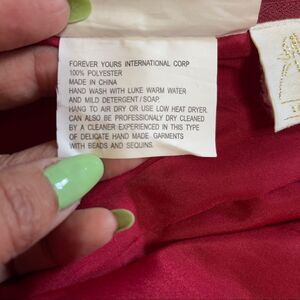 FOREVER YOURS INTERNATIONAL CORP
100% POLYESTER
MADE IN CHINA
HAND WASH WITH LUKE WARM WATER
AND MILD DETERGENT / SOAP.
HANG TO AIR DRY OR USE LOW HEAT DRYER.
CAN ALSO BE PROFESSIONALY DRY CLEANED
BY A CLEANER EXPERIENCED IN THIS TYPE
OF DELICATE HAND MADE GARMENTS
WITH BEADS AND SEQUINS.